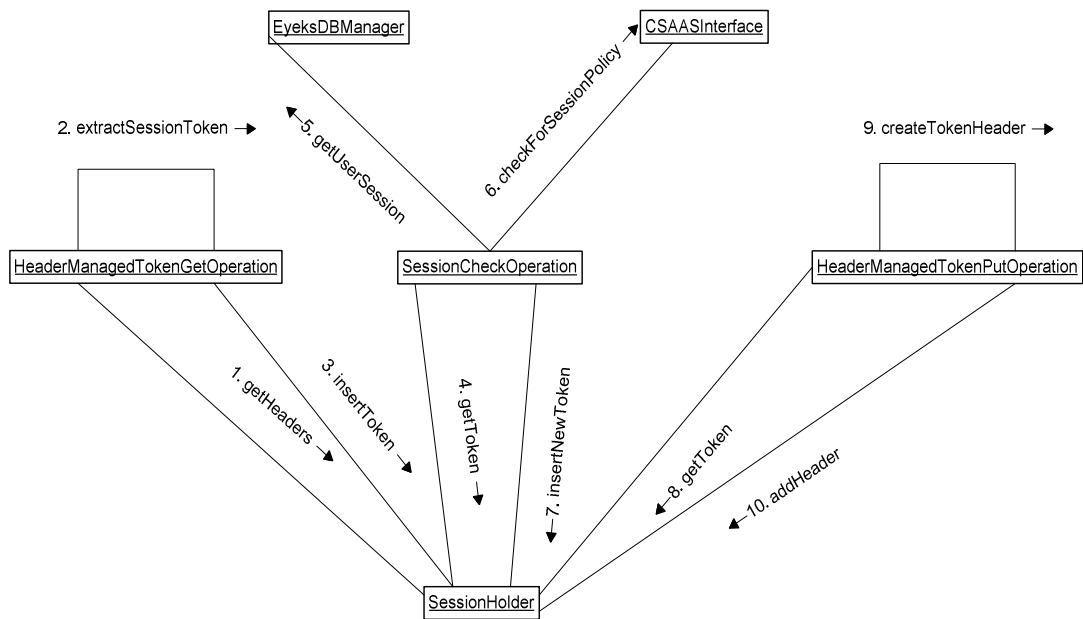 EyeksDBManager
CSAASInterface
2. extractSessionToken
5. getUserSession
6. checkForSessionPolicy
9. createTokenHeader
HeaderManagedTokenGetOperation
SessionCheckOperation
HeaderManagedTokenPutOperation
1. getHeaders
3. insertToken
4. getToken
7. insertNewToken
8. getToken
10. addHeader
SessionHolder